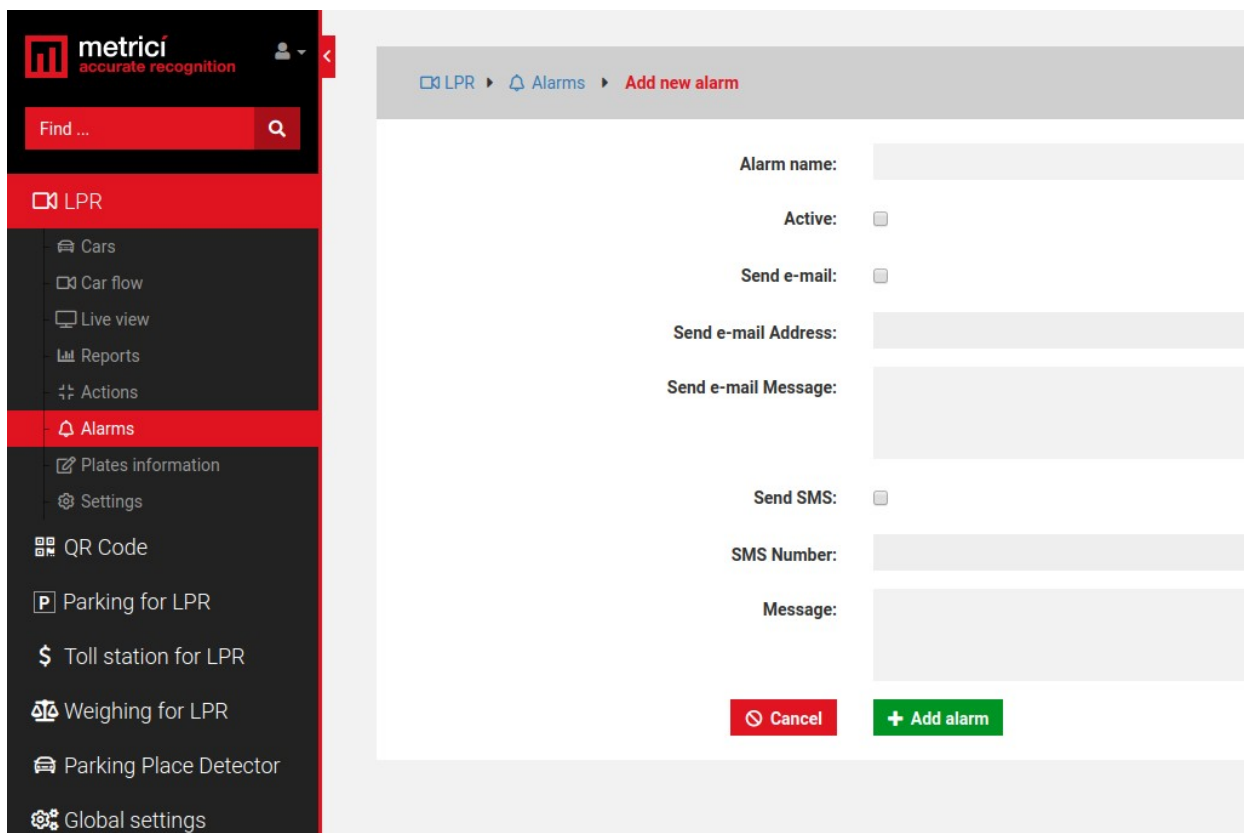 metrici
accurate recognition
Find ...
LPR
Cars
Car flow
Live view
Reports
Actions
Alarms
Plates information
Settings
QR Code
P Parking for LPR
$ Toll station for LPR
Weighing for LPR
Parking Place Detector
Global settings
LPR Alarms Add new alarm
Alarm name:
Active:
Send e-mail:
Send e-mail Address:
Send e-mail Message:
Send SMS:
SMS Number:
Message:
Cancel + Add alarm